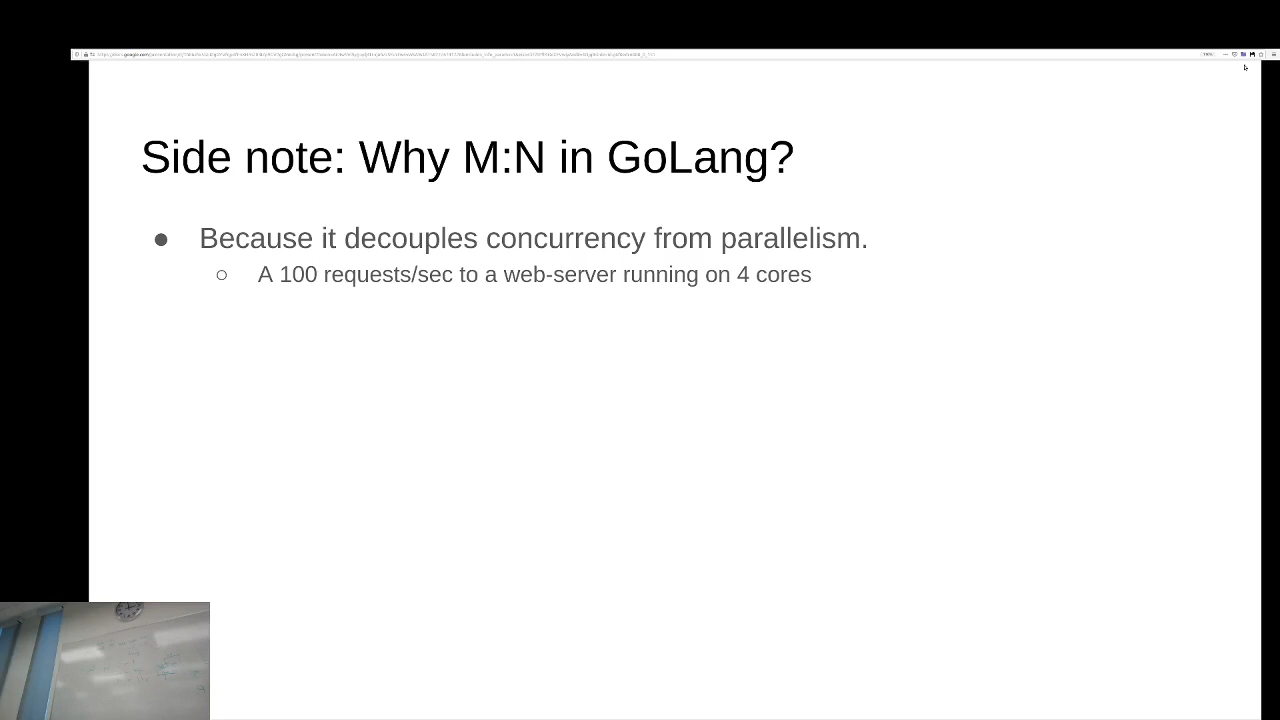 Side note: Why M:N in GoLang?
● Because it decouples concurrency from parallelism.
○ A 100 requests/sec to a web-server running on 4 cores